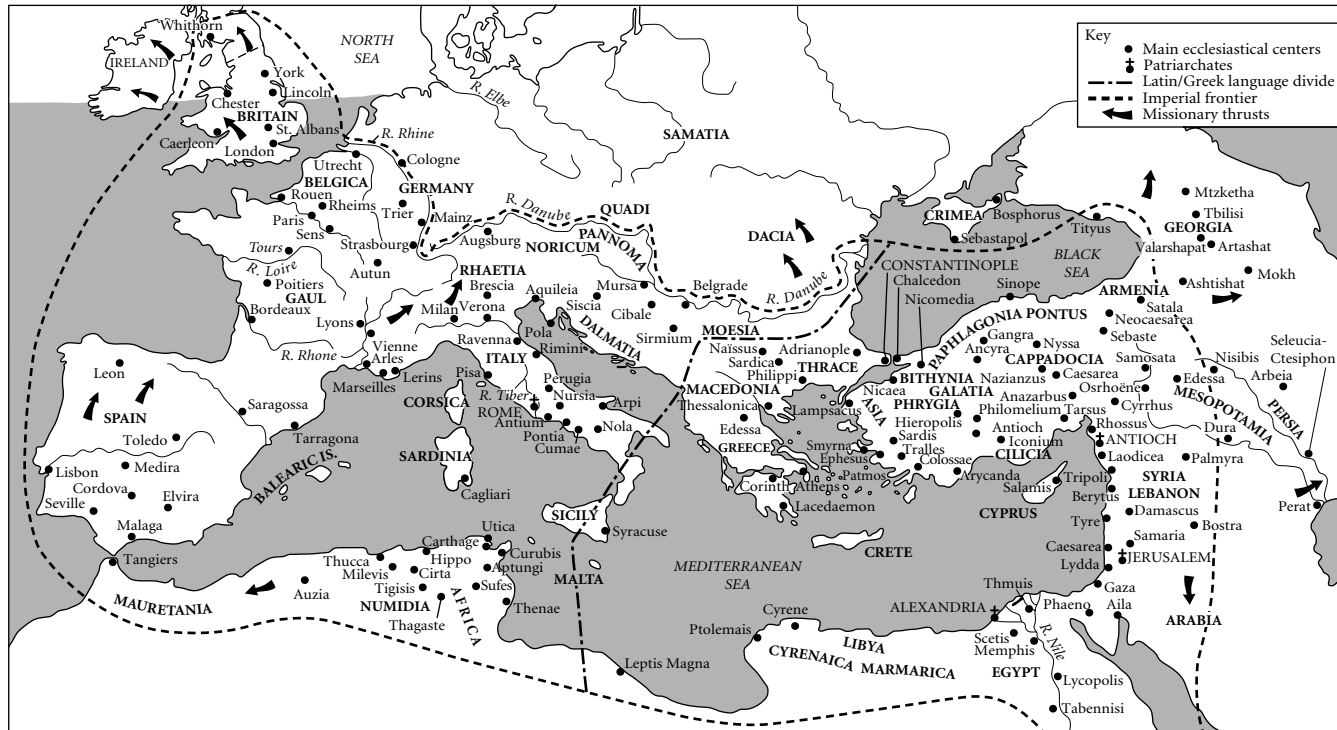 Whithorn
IRELAND
NORTH
SEA
York
Lincoln
Chester
BRITAIN
St. Albans
Caerleon
London
R. Elbe
SAMATIA
Key
Main ecclesiastical centers
Patriarchates
Latin/Greek language divide
Imperial frontier
Missionary thrusts
R. Rhine
Utrecht
Cologne
BELGICA
GERMANY
Rouen
Rheims
Trier
Mainz
Paris
Sens
Strasbourg
Tours
R. Loire
Autun
Poitiers
GAUL
Bordeaux
Lyons
R. Rhone
Vienne
Arles
Marseilles
Lerins
R. Danube
QUADI
Augsburg
NORICUM
PANNOMA
RHAETIA
Brescia
Milan
Verona
Aquileia
Mursa
Siscia
Cibale
Belgrade
Sirmium
Pola
DALMATIA
Ravenna
Rimini
ITALY
Pisa
Perugia
R. Tiber
Nursia
ROME
Arpi
Antium
Nola
Pontia
Cumae
CORSICA
SARDINIA
Cagliari
SICILY
Syracuse
MALTA
DACIA
R. Danube
MOESIA
Naïssus
Adrianople
Sardica
THRACE
Philippi
MACEDONIA
Thessalonica
Edessa
GREECE
Corinth
Athens
Lacedaemon
CRETE
MEDITERRANEAN
SEA
CRIMEA
Bosphorus
Sebastapol
Tityus
CONSTANTINOPLE
Chalcedon
Nicomedia
BLACK
SEA
Sinope
Mtzketha
Tbilisi
GEORGIA
Valarshapat
Artashat
Ashtishat
Mokh
ARMENIA
Satala
Neocaesarea
Sebaste
PAPHLAGONIA
PONTUS
Gangra
Ancyra
Nyssa
CAPPADOCIA
Nazianzus
Caesarea
BITHYNIA
Nicaea
GALATIA
PHRYGIA
ASIA
Lampsacus
Hieropolis
Philomelium
Antioch
Iconium
Anazarbus
Tarsus
CILICIA
Smyrna
Sardis
Ephesus
Tralles
Patmos
Colossae
Arycanda
Samosata
Osrhoëne
Edessa
Nisibis
Seleucia-
Ctesiphon
Arbeia
MESOPOTAMIA
PERSIA
Cyrrhus
Rhossus
Dura
ANTIOCH
Laodicea
Palmyra
SYRIA
Tripoli
LEBANON
Salamis
CYPRUS
Berytus
Damascus
Tyre
Bostra
Perat
Samaria
Caesarea
JERUSALEM
Lydda
Gaza
ARABIA
Aila
Phaeno
Thmuis
ALEXANDRIA
Scetis
Memphis
R. Nile
EGYPT
Lycopolis
Tabennisi
Cyrene
Ptolemais
LIBYA
CYRENAICA
MARMARICA
Leptis Magna
Leon
SPAIN
Saragossa
Toledo
Tarragona
Lisbon
Medira
Cordova
Elvira
Seville
Malaga
BALEARIC IS.
Tangiers
MAURETANIA
Auzia
Utica
Carthage
Curubis
Thucca
Hippo
Aptungi
Milevis
Cirta
Tigisis
Sufes
NUMIDIA
AFRICA
Thenae
Thagaste